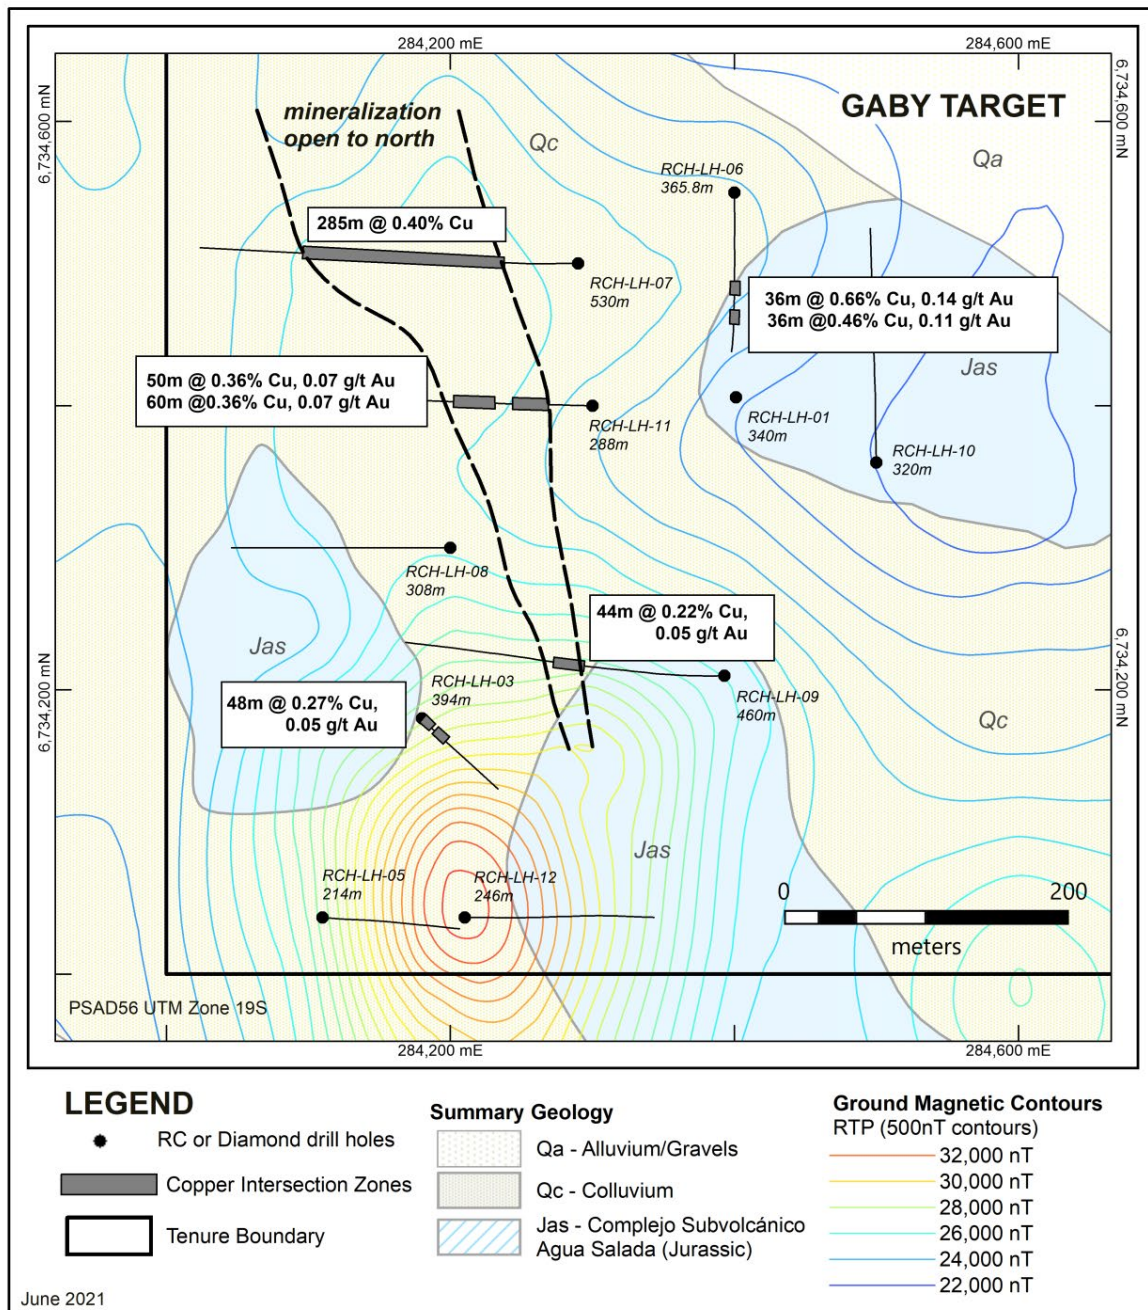 284,200 mE
284,600 mE
6,734,600 mN
6,734,600 mN
mineralization
open to north
GABY TARGET
Qc
Qa
RCH-LH-06
365.8m
285m @ 0.40% Cu
RCH-LH-07
530m
36m @ 0.66% Cu, 0.14 g/t Au
36m @0.46% Cu, 0.11 g/t Au
Jas
50m @ 0.36% Cu, 0.07 g/t Au
60m @0.36% Cu, 0.07 g/t Au
RCH-LH-11
288m
RCH-LH-01
340m
RCH-LH-10
320m
RCH-LH-08
308m
44m @ 0.22% Cu,
0.05 g/t Au
Jas
6,734,200 mN
6,734,200 mN
RCH-LH-03
394m
48m @ 0.27% Cu,
0.05 g/t Au
RCH-LH-09
460m
Qc
Jas
RCH-LH-05
214m
RCH-LH-12
246m
0
200
meters
PSAD56 UTM Zone 19S
284,200 mE
284,600 mE
LEGEND
RC or Diamond drill holes
Copper Intersection Zones
Tenure Boundary
Summary Geology
Qa - Alluvium/Gravels
Qc - Colluvium
Jas - Complejo Subvolcánico
Agua Salada (Jurassic)
Ground Magnetic Contours
RTP (500nT contours)
32,000 nT
30,000 nT
28,000 nT
26,000 nT
24,000 nT
22,000 nT
June 2021